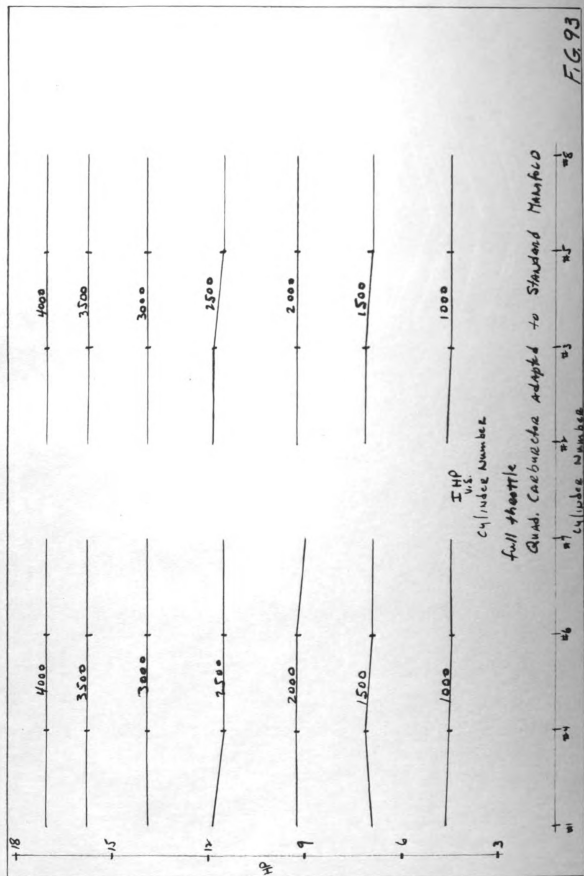 18
4000 4000
3500 3500
15
3000 3000
12
2500 2500
HP
2000 2000
9
1500 1500
6
1000 1000
3
IHP
V.S.
Cylinder Number
full throttle
Quad. Carburetor adapted to Standard Manifold
#1 #4 #6 #7 #2 #3 #5 #8
Cylinder Number
FIG. 93